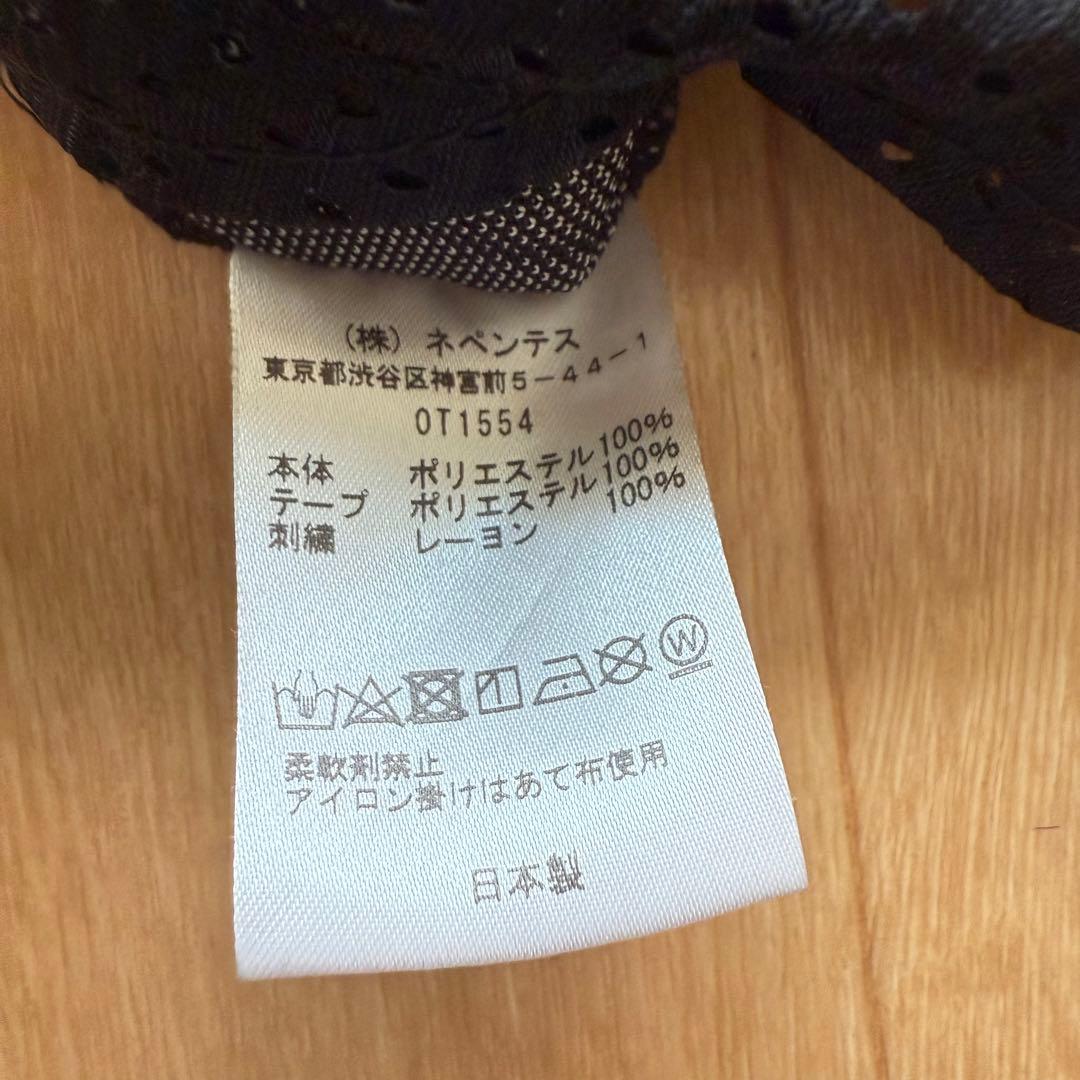 (株) ネペンテス
東京都渋谷区神宮前5-44-1
OT1554
本体 ポリエステル100%
テープ ポリエステル100%
刺繍 レーヨン 100%
W
柔軟剤禁止
アイロン掛けはあて布使用
日本製